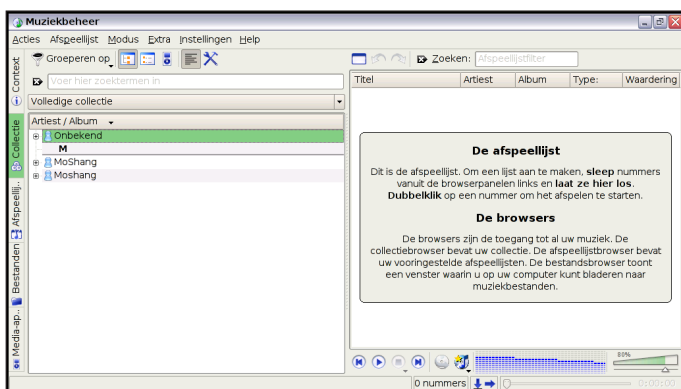 Muziekbeheer
Acties Afspeellijst Modus Extra Instellingen Help
Context
Collectie
Afspeellij..
Bestanden
Media-ap..
Groeperen op
Voer hier zoektermen in
Volledige collectie
Artiest / Album
Onbekend
M
MoShang
Moshang
Zoeken: Afspeellijstfilter
Titel Artiest Album Type: Waardering
De afspeellijst
Dit is de afspeellijst. Om een lijst aan te maken, sleep nummers
vanuit de browserpanelen links en laat ze hier los.
Dubbelklik op een nummer om het afspelen te starten.
De browsers
De browsers zijn de toegang tot al uw muziek. De
collectiebrowser bevat uw collectie. De afspeellijstbrowser bevat
uw vooringestelde afspeellijsten. De bestandsbrowser toont
een venster waarin u op uw computer kunt bladeren naar
muziekbestanden.
80%
0 nummers 0:00:00